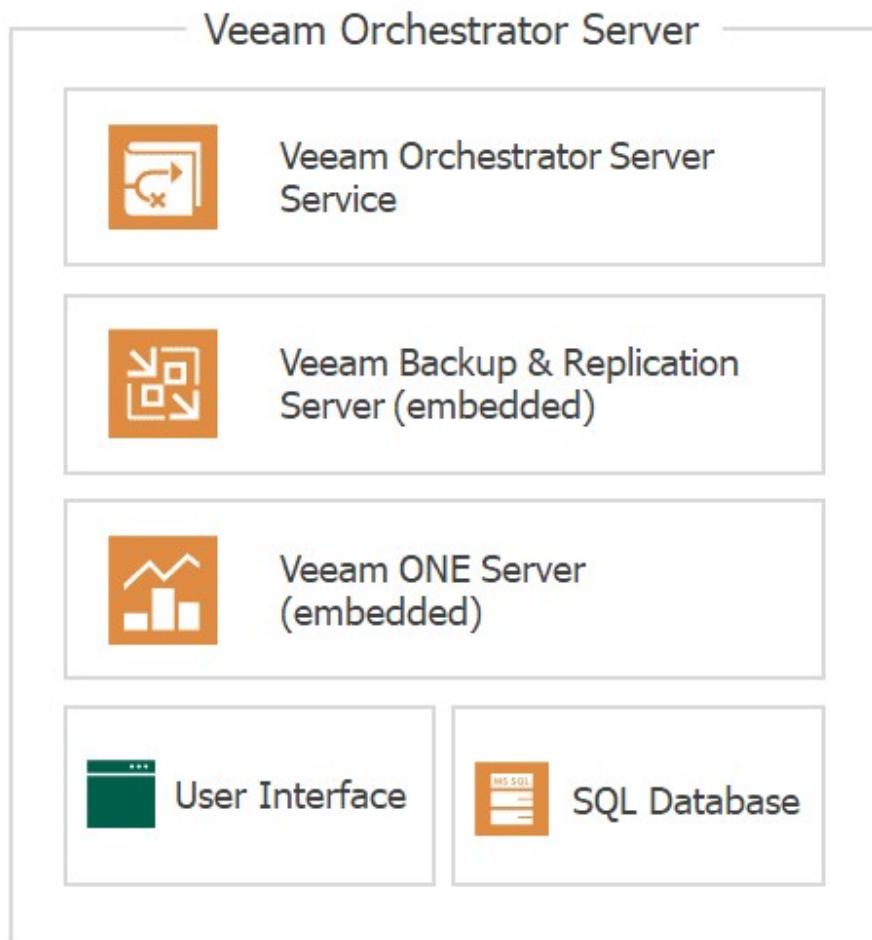 Veeam Orchestrator Server
Veeam Orchestrator Server
Service
Veeam Backup & Replication
Server (embedded)
Veeam ONE Server
(embedded)
User Interface
MS SQL
SQL Database